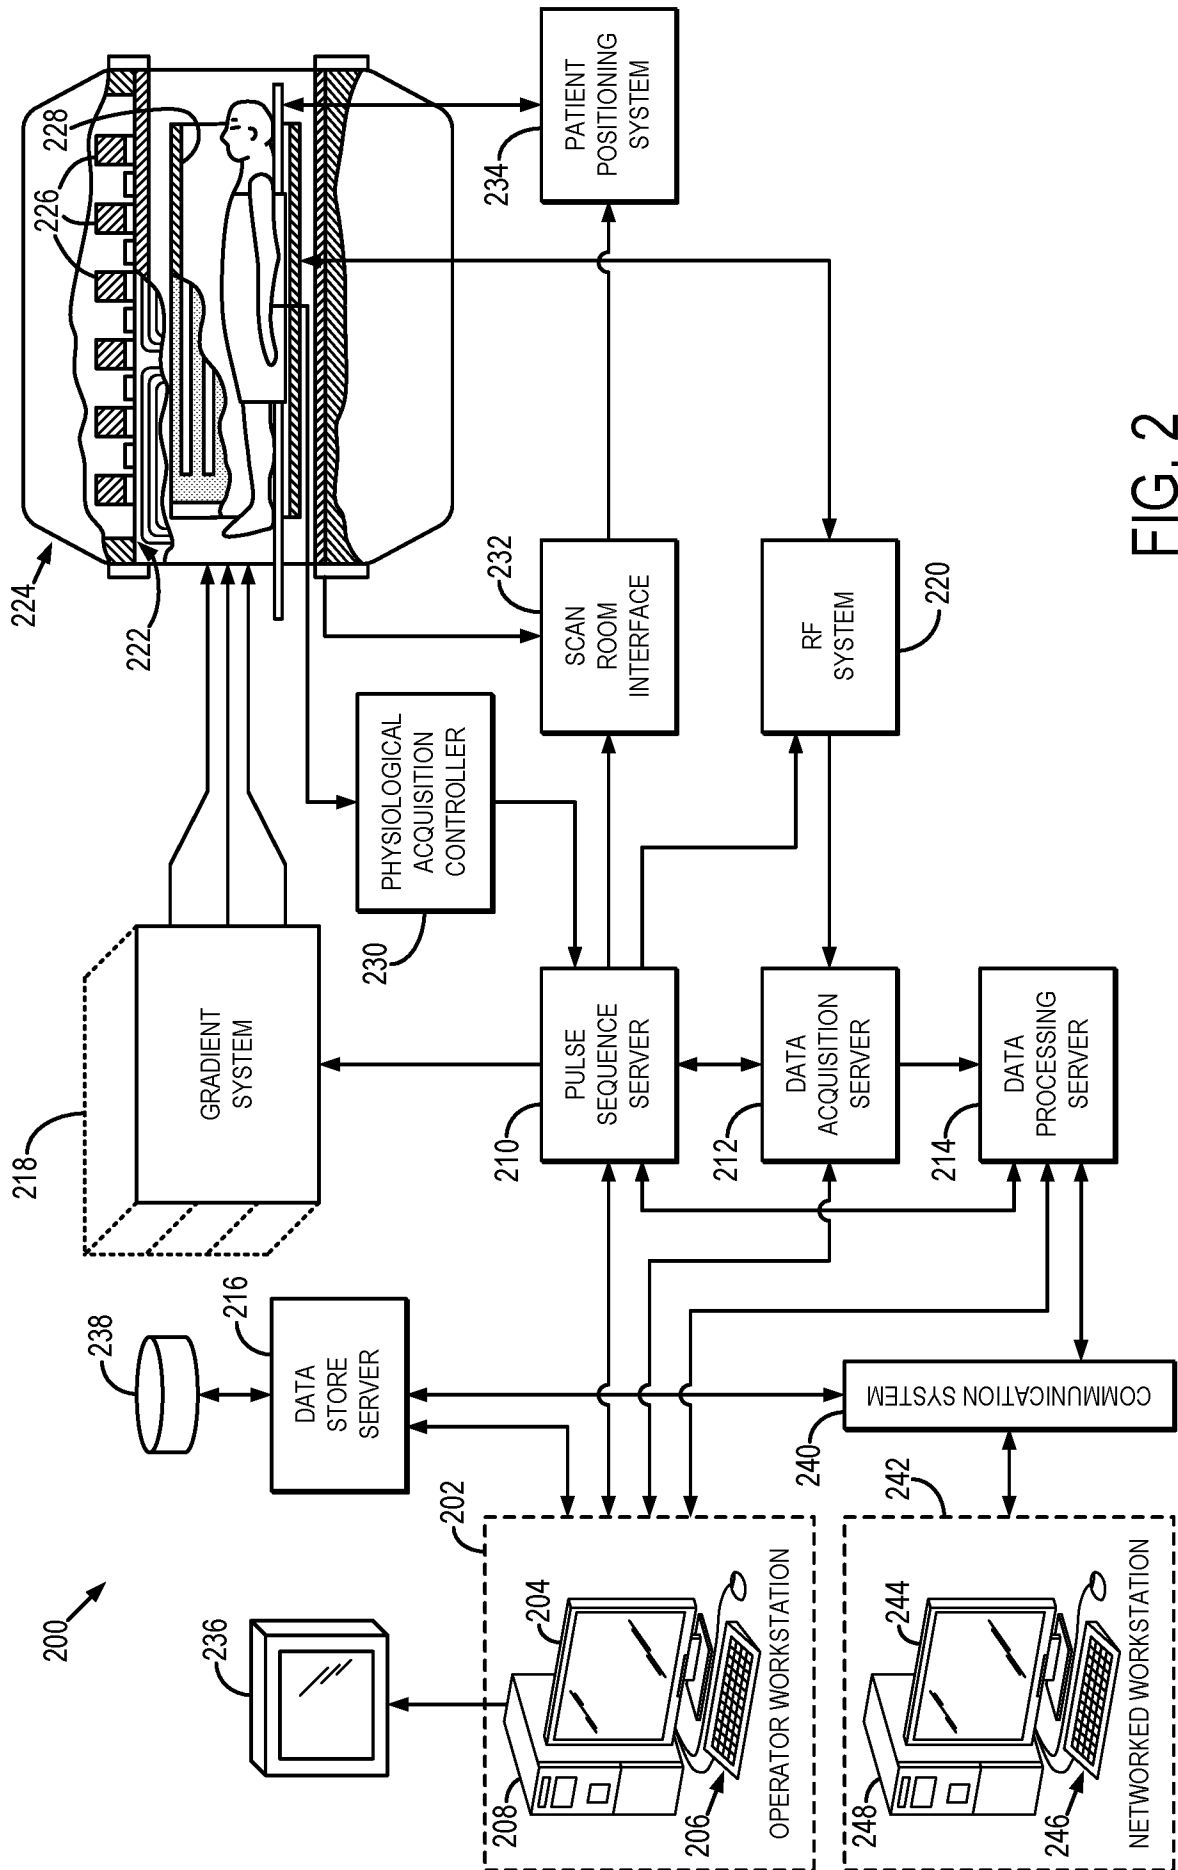 200
236
238
216
DATA
STORE
SERVER
218
GRADIENT
SYSTEM
224
222
226
228
202
204
208
206
OPERATOR WORKSTATION
210
PULSE
SEQUENCE
SERVER
230
PHYSIOLOGICAL
ACQUISITION
CONTROLLER
232
SCAN
ROOM
INTERFACE
234
PATIENT
POSITIONING
SYSTEM
212
DATA
ACQUISITION
SERVER
RF
SYSTEM
220
214
DATA
PROCESSING
SERVER
240
COMMUNICATION SYSTEM
242
244
248
246
NETWORKED WORKSTATION
FIG. 2